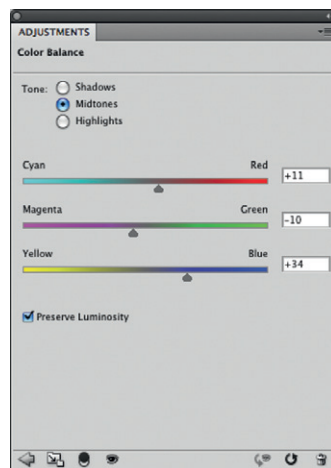 ADJUSTMENTS
Color Balance
Tone: Shadows
Midtones
Highlights
Cyan Red +11
Magenta Green -10
Yellow Blue +34
Preserve Luminosity